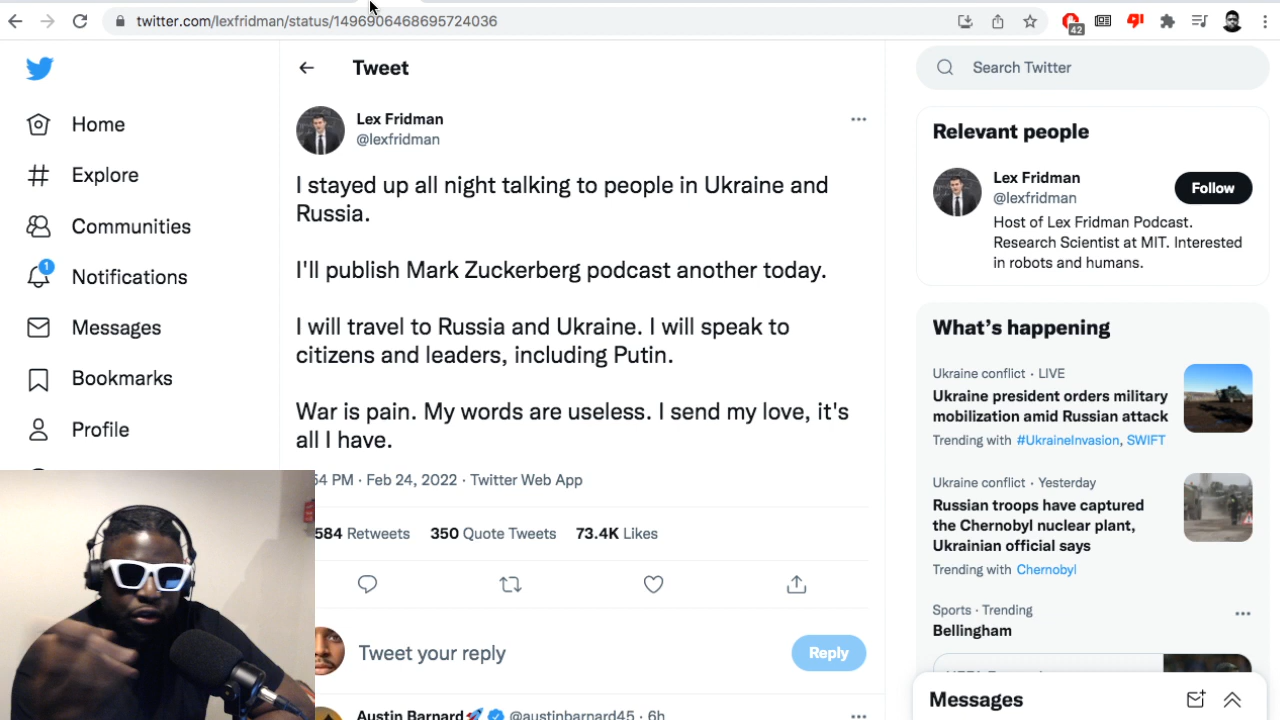 twitter.com/lexfridman/status/1496906468695724036
42
Home
Explore
Communities
1
Notifications
Messages
Bookmarks
Profile
Tweet
Lex Fridman
@lexfridman
I stayed up all night talking to people in Ukraine and
Russia.
I'll publish Mark Zuckerberg podcast another today.
I will travel to Russia and Ukraine. I will speak to
citizens and leaders, including Putin.
War is pain. My words are useless. I send my love, it's
all I have.
54 PM · Feb 24, 2022 · Twitter Web App
584 Retweets 350 Quote Tweets 73.4K Likes
Tweet your reply
Reply
Austin Barnard @austinbarnard45 · 6h
Search Twitter
Relevant people
Lex Fridman
@lexfridman
Follow
Host of Lex Fridman Podcast.
Research Scientist at MIT. Interested
in robots and humans.
What's happening
Ukraine conflict · LIVE
Ukraine president orders military
mobilization amid Russian attack
Trending with #UkraineInvasion, SWIFT
Ukraine conflict · Yesterday
Russian troops have captured
the Chernobyl nuclear plant,
Ukrainian official says
Trending with Chernobyl
Sports · Trending
Bellingham
Messages